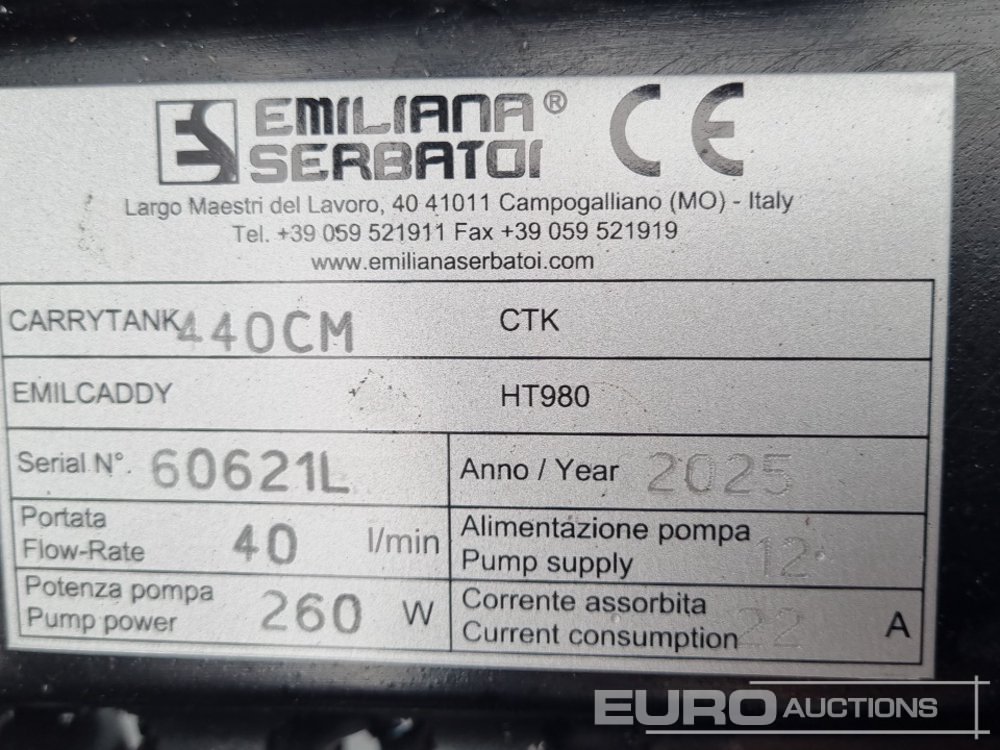 ES EMILIANA®
SERBATOI
CE
Largo Maestri del Lavoro, 40 41011 Campogalliano (MO) - Italy
Tel. +39 059 521911 Fax +39 059 521919
www.emilianaserbatoi.com
CARRYTANK 440CM CTK
EMILCADDY HT980
Serial N°. 60621L Anno / Year 2025
Portata
Flow-Rate 40 l/min
Alimentazione pompa
Pump supply 12
Potenza pompa
Pump power 260 W
Corrente assorbita
Current consumption 22 A
EURO AUCTIONS